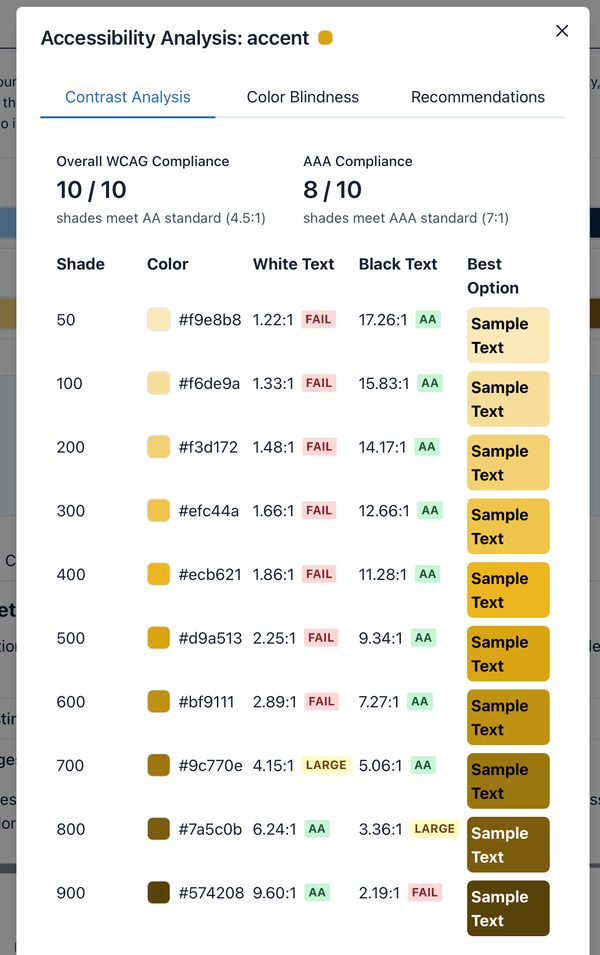 Accessibility Analysis: accent
Contrast Analysis Color Blindness Recommendations
Overall WCAG Compliance AAA Compliance
10 / 10 8 / 10
shades meet AA standard (4.5:1) shades meet AAA standard (7:1)
Shade Color White Text Black Text Best
Option
50 #f9e8b8 1.22:1 FAIL 17.26:1 AA Sample
Text
100 #f6de9a 1.33:1 FAIL 15.83:1 AA Sample
Text
200 #f3d172 1.48:1 FAIL 14.17:1 AA Sample
Text
300 #efc44a 1.66:1 FAIL 12.66:1 AA Sample
Text
400 #ecb621 1.86:1 FAIL 11.28:1 AA Sample
Text
500 #d9a513 2.25:1 FAIL 9.34:1 AA Sample
Text
600 #bf9111 2.89:1 FAIL 7.27:1 AA Sample
Text
700 #9c770e 4.15:1 LARGE 5.06:1 AA Sample
Text
800 #7a5c0b 6.24:1 AA 3.36:1 LARGE Sample
Text
900 #574208 9.60:1 AA 2.19:1 FAIL Sample
Text